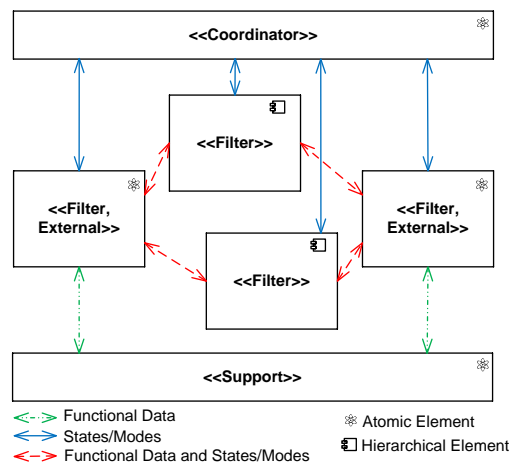 <<Coordinator>>
<<Filter>>
<<Filter,
External>>
<<Filter,
External>>
<<Filter>>
<<Support>>
Functional Data
States/Modes
Functional Data and States/Modes
Atomic Element
Hierarchical Element